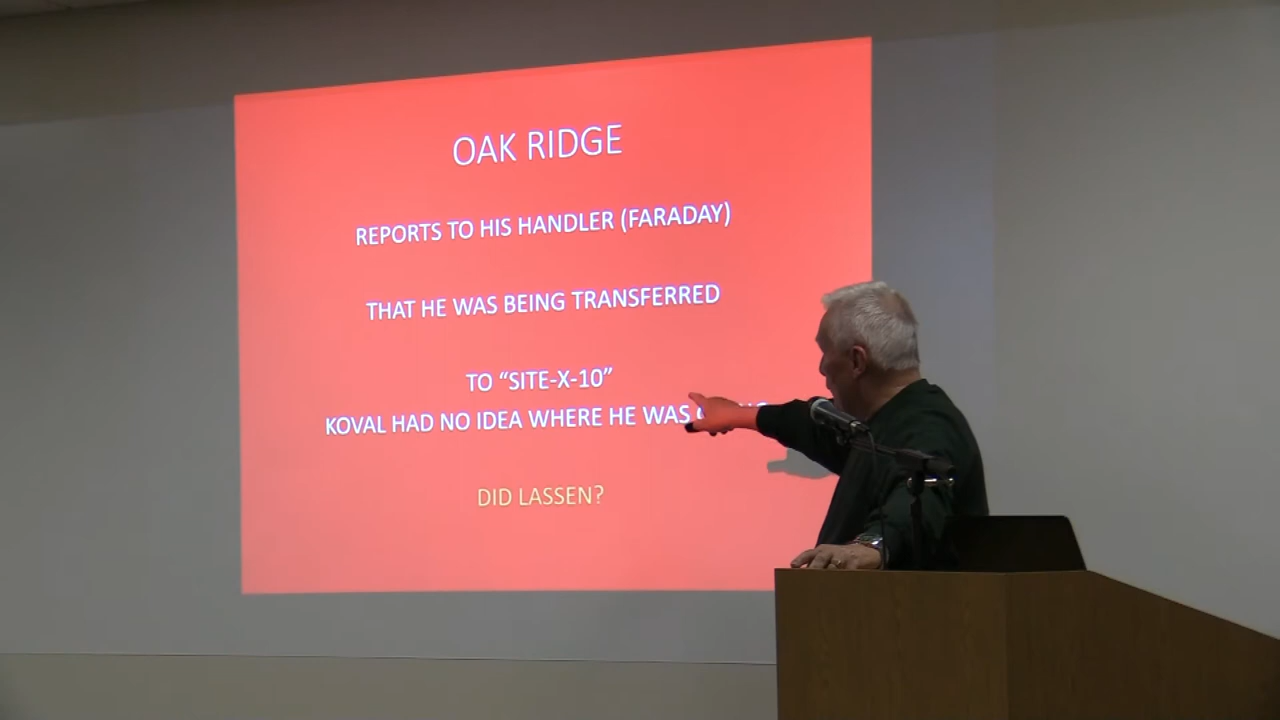 OAK RIDGE
REPORTS TO HIS HANDLER (FARADAY)
THAT HE WAS BEING TRANSFERRED
TO “SITE-X-10”
KOVAL HAD NO IDEA WHERE HE WAS
DID LASSEN?